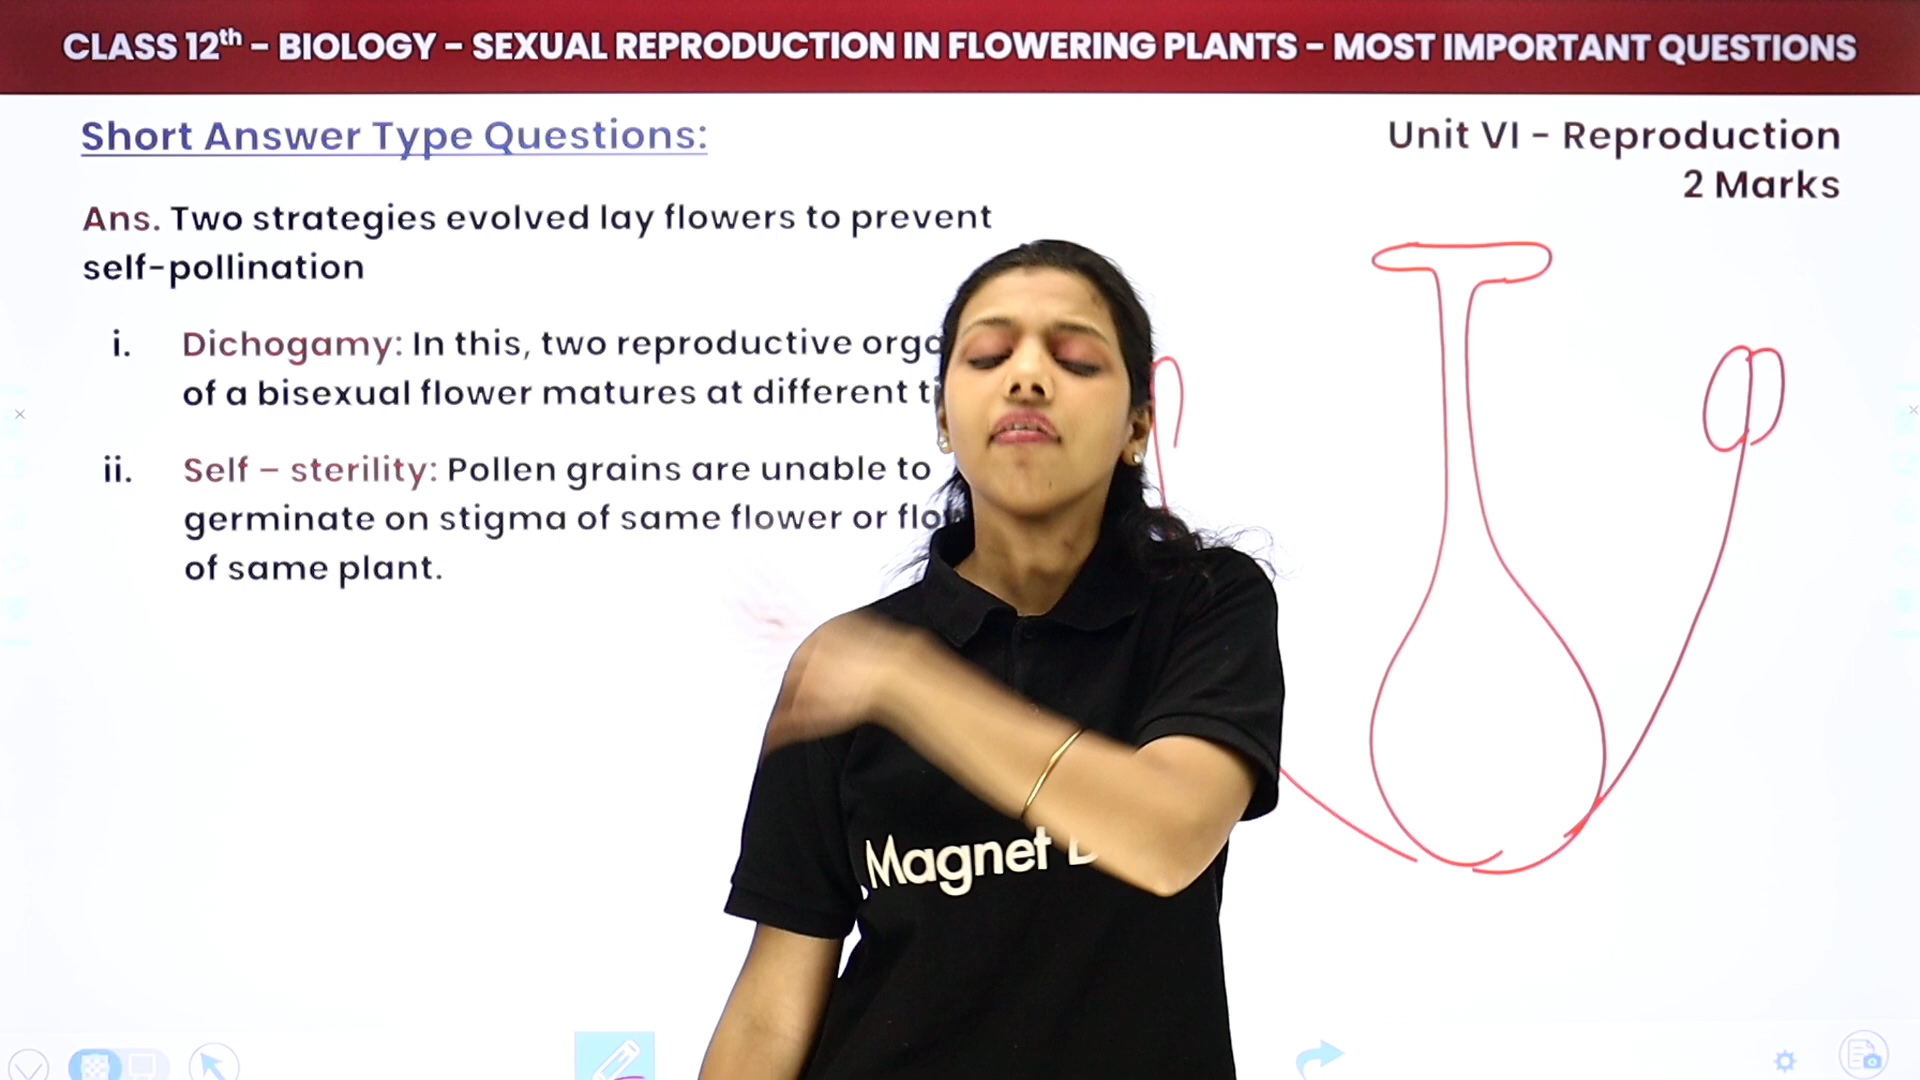 CLASS 12th – BIOLOGY – SEXUAL REPRODUCTION IN FLOWERING PLANTS – MOST IMPORTANT QUESTIONS
Short Answer Type Questions:
Unit VI – Reproduction
2 Marks
Ans. Two strategies evolved lay flowers to prevent
self-pollination
i. Dichogamy: In this, two reproductive
of a bisexual flower matures at different
ii. Self – sterility: Pollen grains are unable to
germinate on stigma of same flower or
of same plant.
Magnet